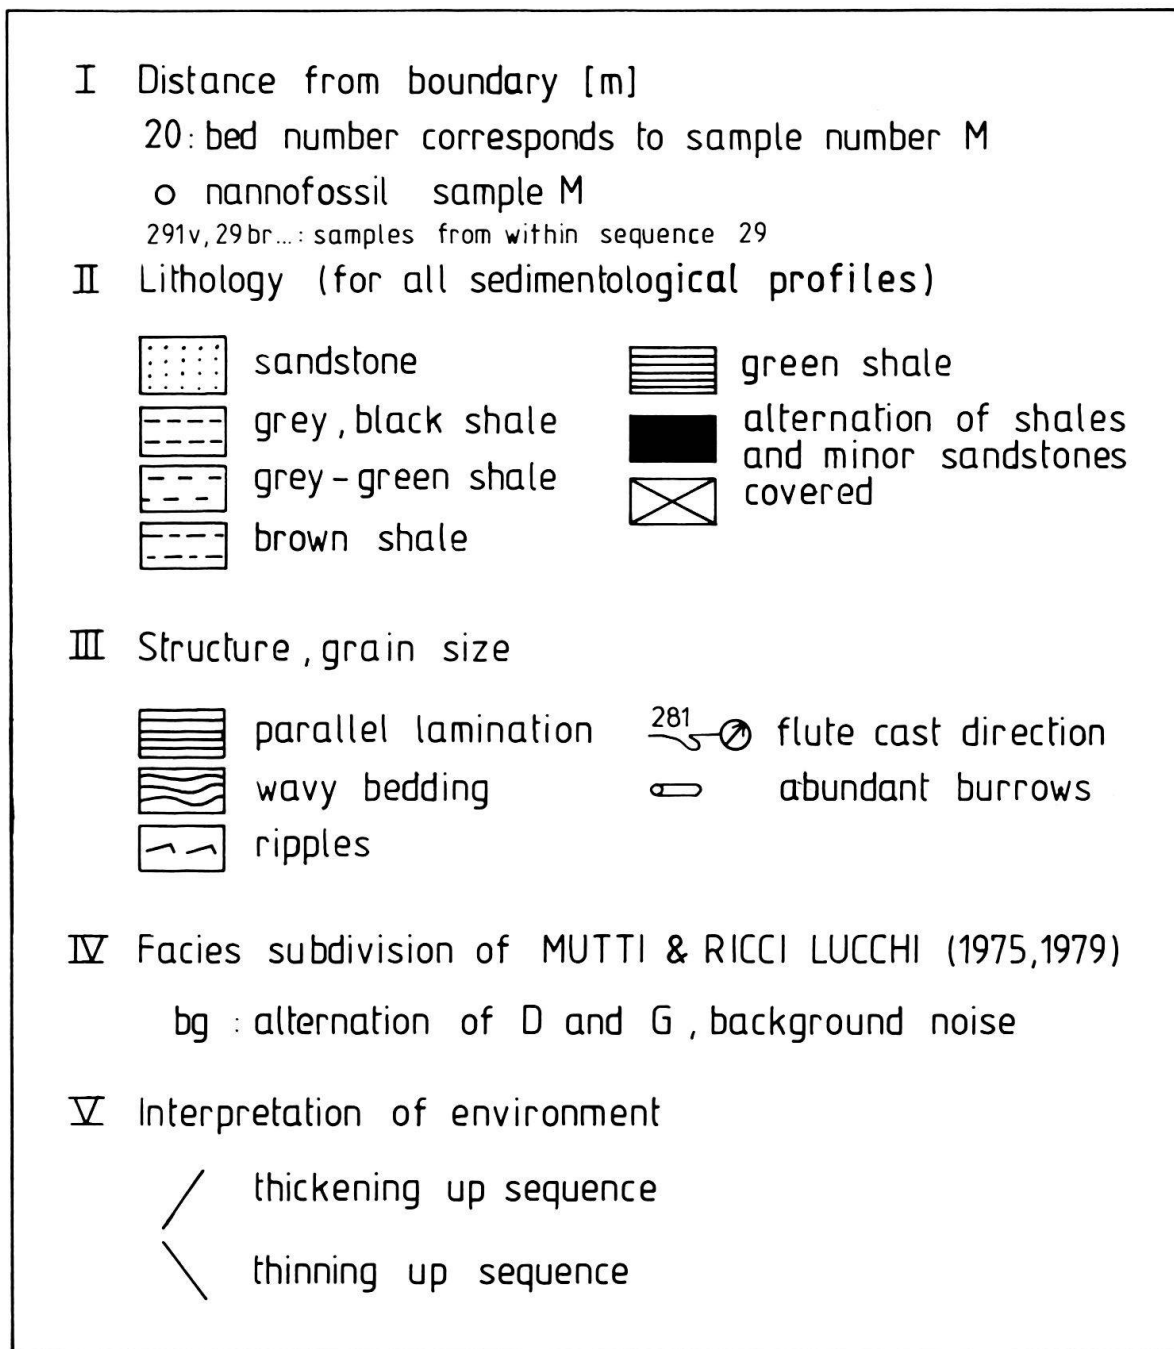 I Distance from boundary [m]
20: bed number corresponds to sample number M
o nannofossil sample M
291v, 29br...: samples from within sequence 29
II Lithology (for all sedimentological profiles)
sandstone
grey, black shale
grey-green shale
brown shale
green shale
alternation of shales
and minor sandstones
covered
III Structure, grain size
parallel lamination
wavy bedding
ripples
281 flute cast direction
abundant burrows
IV Facies subdivision of MUTTI & RICCI LUCCHI (1975,1979)
bg : alternation of D and G, background noise
V Interpretation of environment
thickening up sequence
thinning up sequence